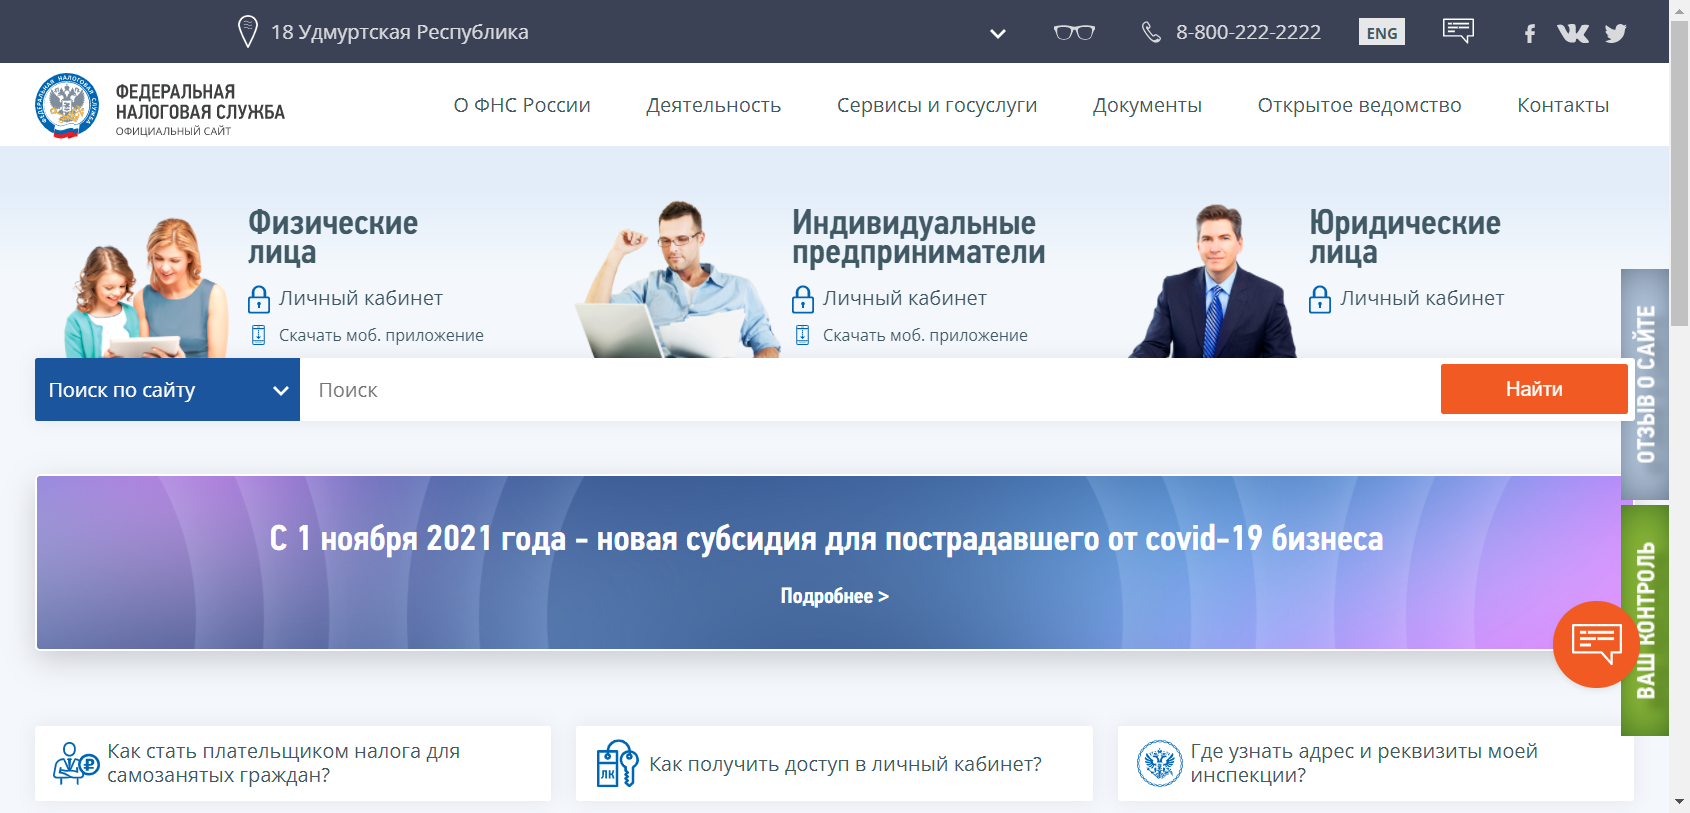 18 Удмуртская Республика
8-800-222-2222
ENG
ФЕДЕРАЛЬНАЯ
НАЛОГОВАЯ СЛУЖБА
ОФИЦИАЛЬНЫЙ САЙТ
О ФНС России
Деятельность
Сервисы и госуслуги
Документы
Открытое ведомство
Контакты
Физические
лица
Личный кабинет
Скачать моб. приложение
Индивидуальные
предприниматели
Личный кабинет
Скачать моб. приложение
Юридические
лица
Личный кабинет
Поиск по сайту
Поиск
Найти
ОТЗЫВ О САЙТЕ
С 1 ноября 2021 года - новая субсидия для пострадавшего от covid-19 бизнеса
Подробнее >
ВАШ КОНТРОЛЬ
Как стать плательщиком налога для
самозанятых граждан?
ЛК
Как получить доступ в личный кабинет?
Где узнать адрес и реквизиты моей
инспекции?